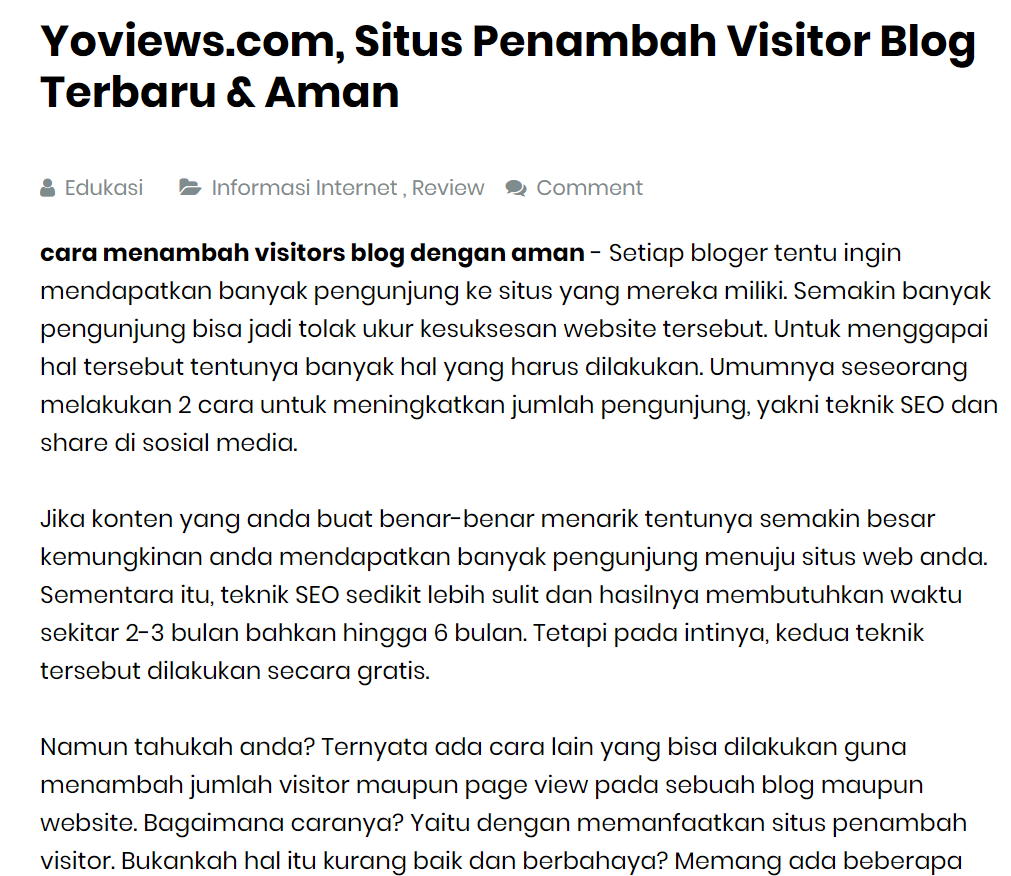 Yoviews.com, Situs Penambah Visitor Blog
Terbaru & Aman
Edukasi Informasi Internet , Review Comment
cara menambah visitors blog dengan aman - Setiap bloger tentu ingin
mendapatkan banyak pengunjung ke situs yang mereka miliki. Semakin banyak
pengunjung bisa jadi tolak ukur kesuksesan website tersebut. Untuk menggapai
hal tersebut tentunya banyak hal yang harus dilakukan. Umumnya seseorang
melakukan 2 cara untuk meningkatkan jumlah pengunjung, yakni teknik SEO dan
share di sosial media.
Jika konten yang anda buat benar-benar menarik tentunya semakin besar
kemungkinan anda mendapatkan banyak pengunjung menuju situs web anda.
Sementara itu, teknik SEO sedikit lebih sulit dan hasilnya membutuhkan waktu
sekitar 2-3 bulan bahkan hingga 6 bulan. Tetapi pada intinya, kedua teknik
tersebut dilakukan secara gratis.
Namun tahukah anda? Ternyata ada cara lain yang bisa dilakukan guna
menambah jumlah visitor maupun page view pada sebuah blog maupun
website. Bagaimana caranya? Yaitu dengan memanfaatkan situs penambah
visitor. Bukankah hal itu kurang baik dan berbahaya? Memang ada beberapa